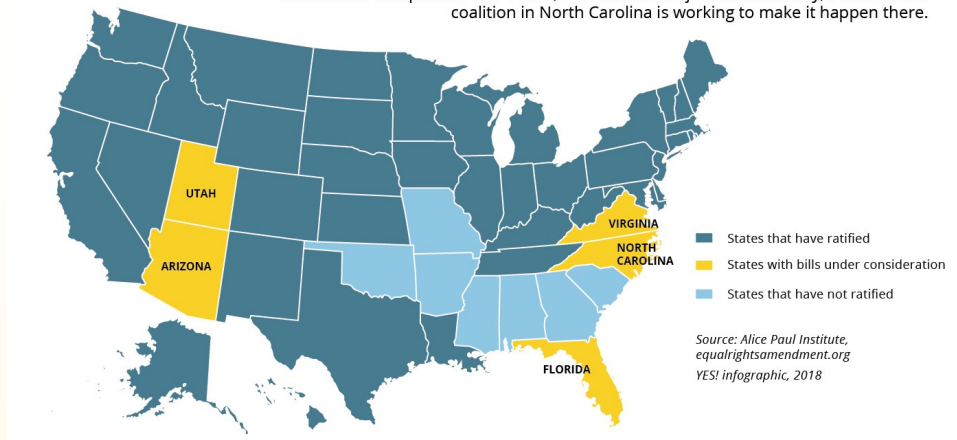 coalition in North Carolina is working to make it happen there.
UTAH
ARIZONA
VIRGINIA
NORTH
CAROLINA
FLORIDA
States that have ratified
States with bills under consideration
States that have not ratified
Source: Alice Paul Institute,
equalrightsamendment.org
YES! infographic, 2018